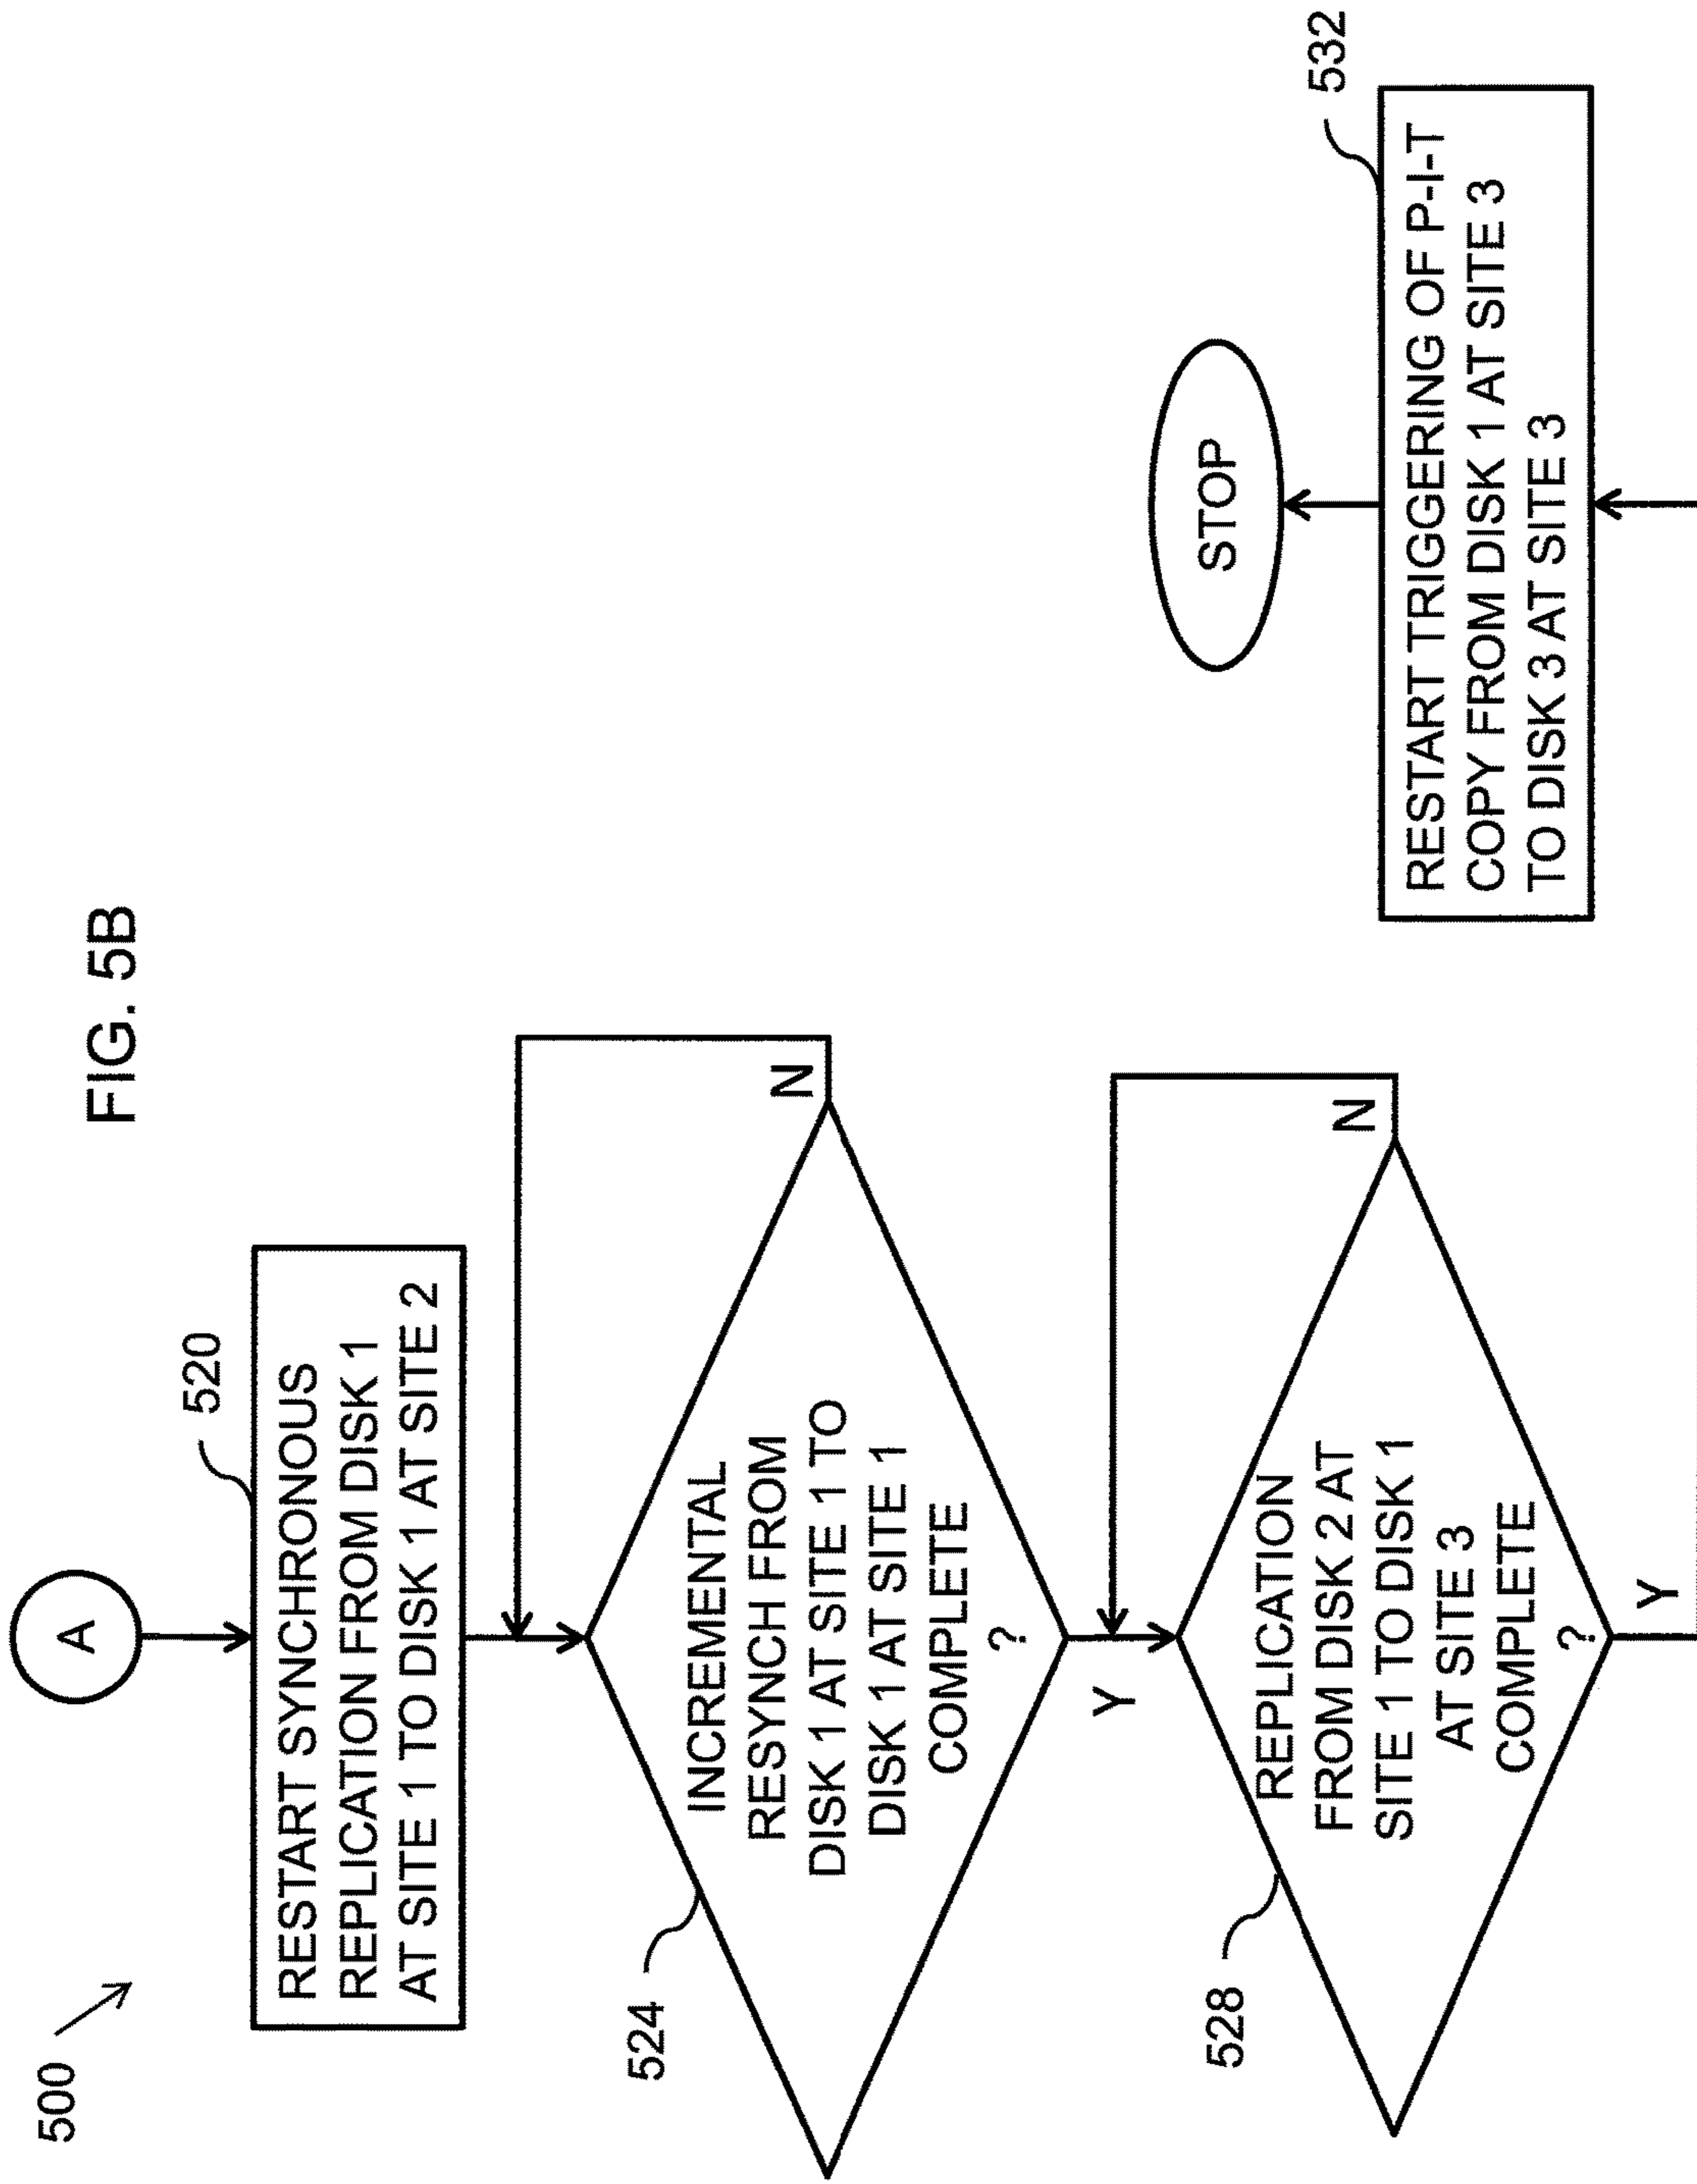 FIG. 5B
500
A
520
RESTART SYNCHRONOUS
REPLICATION FROM DISK 1
AT SITE 1 TO DISK 1 AT SITE 2
524
INCREMENTAL
RESYNCH FROM
DISK 1 AT SITE 1 TO
DISK 1 AT SITE 1
COMPLETE
?
N
Y
528
REPLICATION
FROM DISK 2 AT
SITE 1 TO DISK 1
AT SITE 3
COMPLETE
?
N
Y
532
RESTART TRIGGERING OF P-I-T
COPY FROM DISK 1 AT SITE 3
TO DISK 3 AT SITE 3
STOP